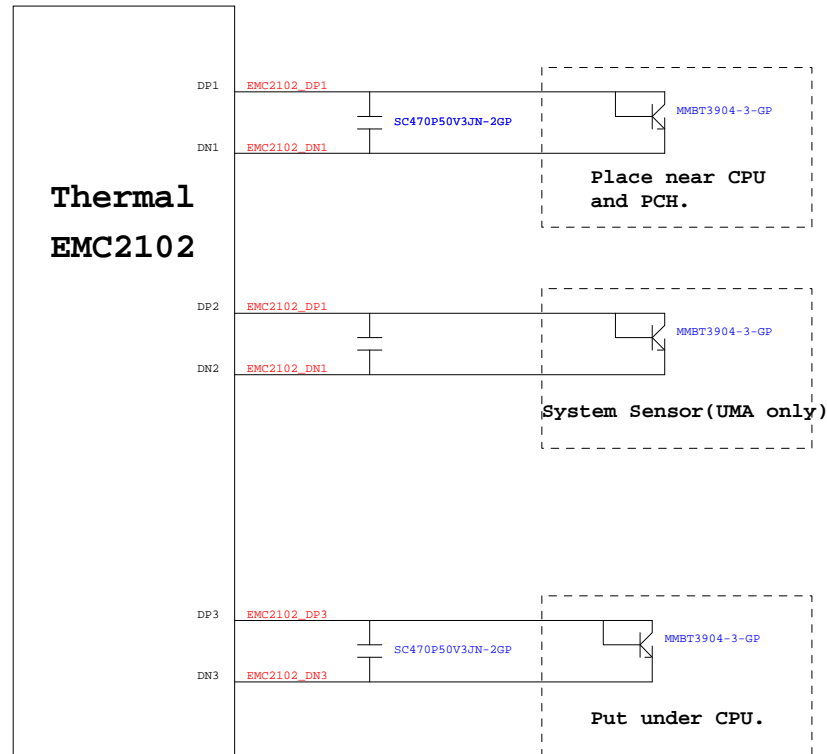 DP1
EMC2102_DP1
MMBT3904-3-GP
SC470P50V3JN-2GP
DN1
EMC2102_DN1
Place near CPU
and PCH.
Thermal
EMC2102
DP2
EMC2102_DP1
MMBT3904-3-GP
DN2
EMC2102_DN1
System Sensor(UMA only)
DP3
EMC2102_DP3
MMBT3904-3-GP
SC470P50V3JN-2GP
DN3
EMC2102_DN3
Put under CPU.